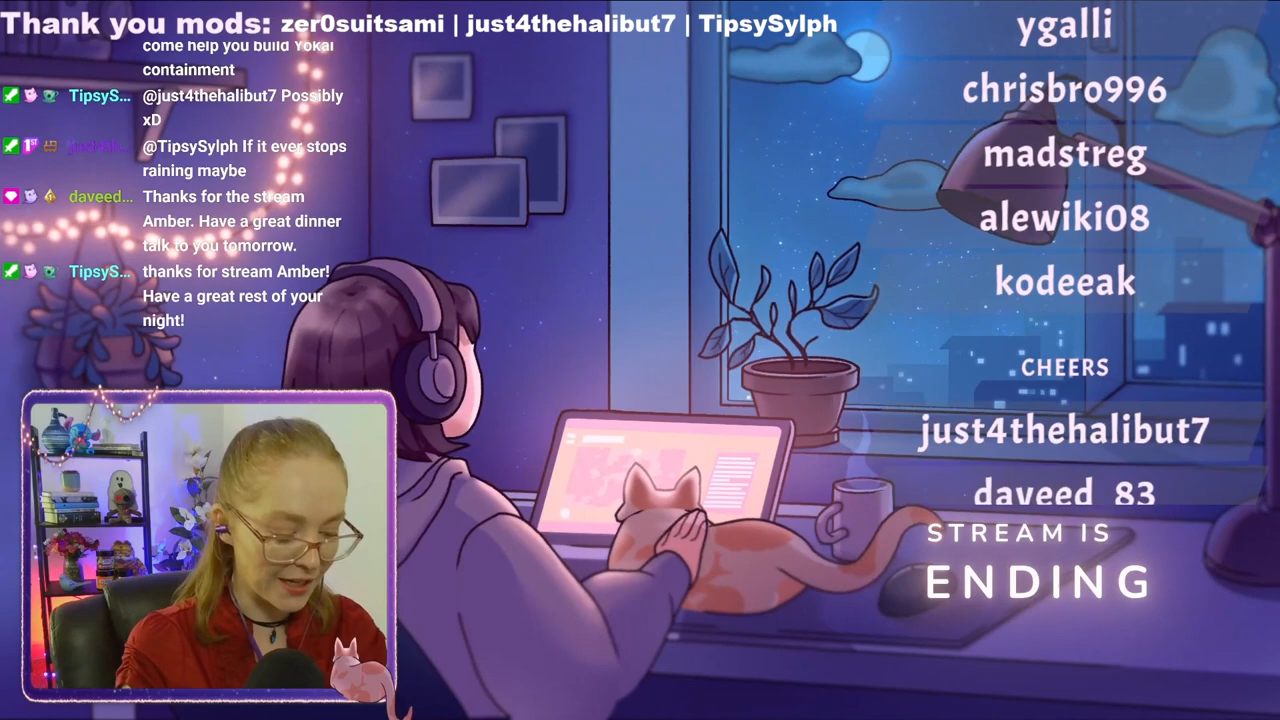 Thank you mods: zer0suitsami | just4thehalibut7 | TipsySylph
come help you build Yokai
containment
TipsyS... @just4thehalibut7 Possibly
xD
@TipsySylph If it ever stops
raining maybe
daveed... Thanks for the stream
Amber. Have a great dinner
talk to you tomorrow.
TipsyS... thanks for stream Amber!
Have a great rest of your
night!
ygalli
chrisbro996
madstreg
alewiki08
kodeeak
CHEERS
just4thehalibut7
daveed_83
STREAM IS
ENDING